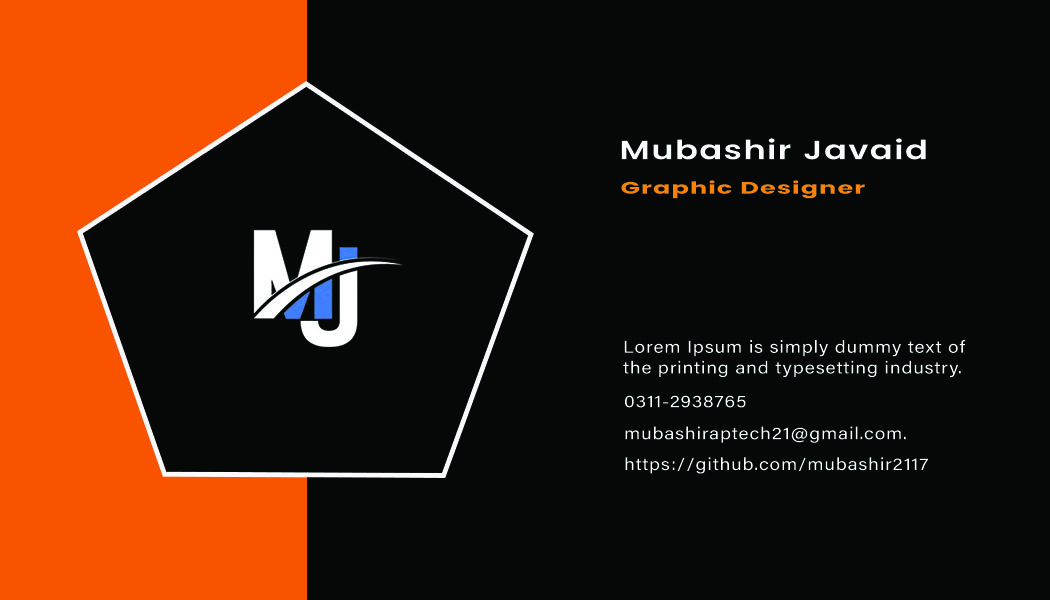 MJ
Mubashir Javaid
Graphic Designer
Lorem Ipsum is simply dummy text of
the printing and typesetting industry.
0311-2938765
mubashiraptech21@gmail.com.
https://github.com/mubashir2117